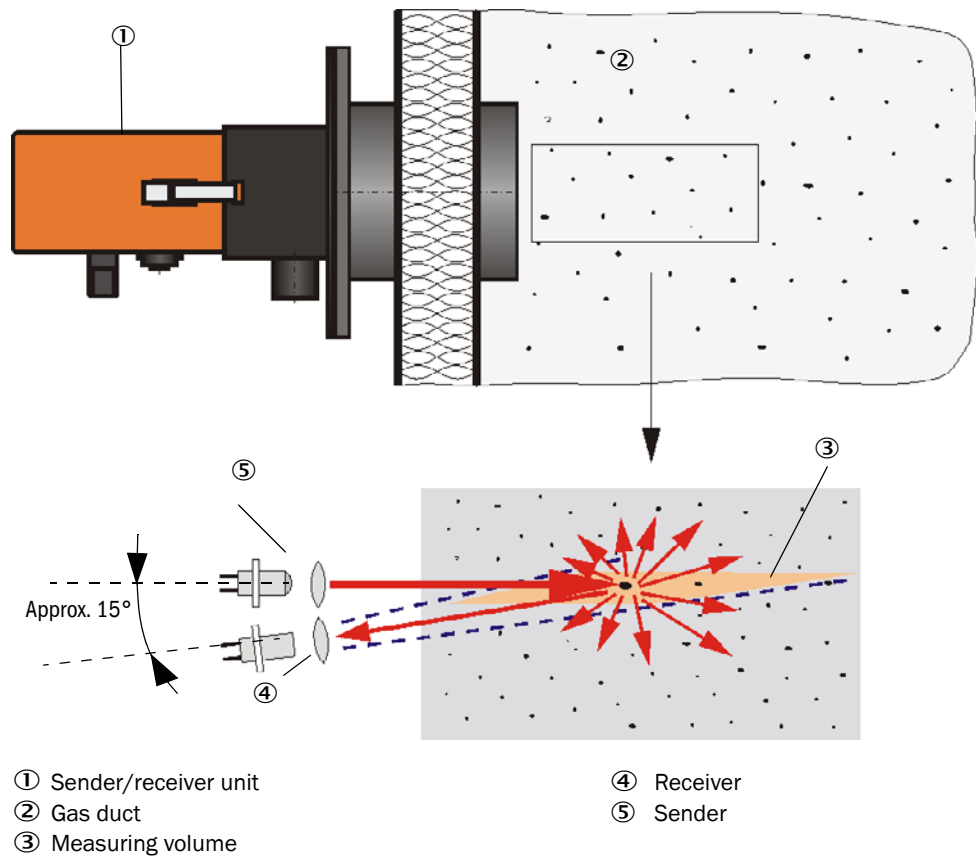 ①
②
③
⑤
Approx. 15°
④
① Sender/receiver unit
② Gas duct
③ Measuring volume
④ Receiver
⑤ Sender